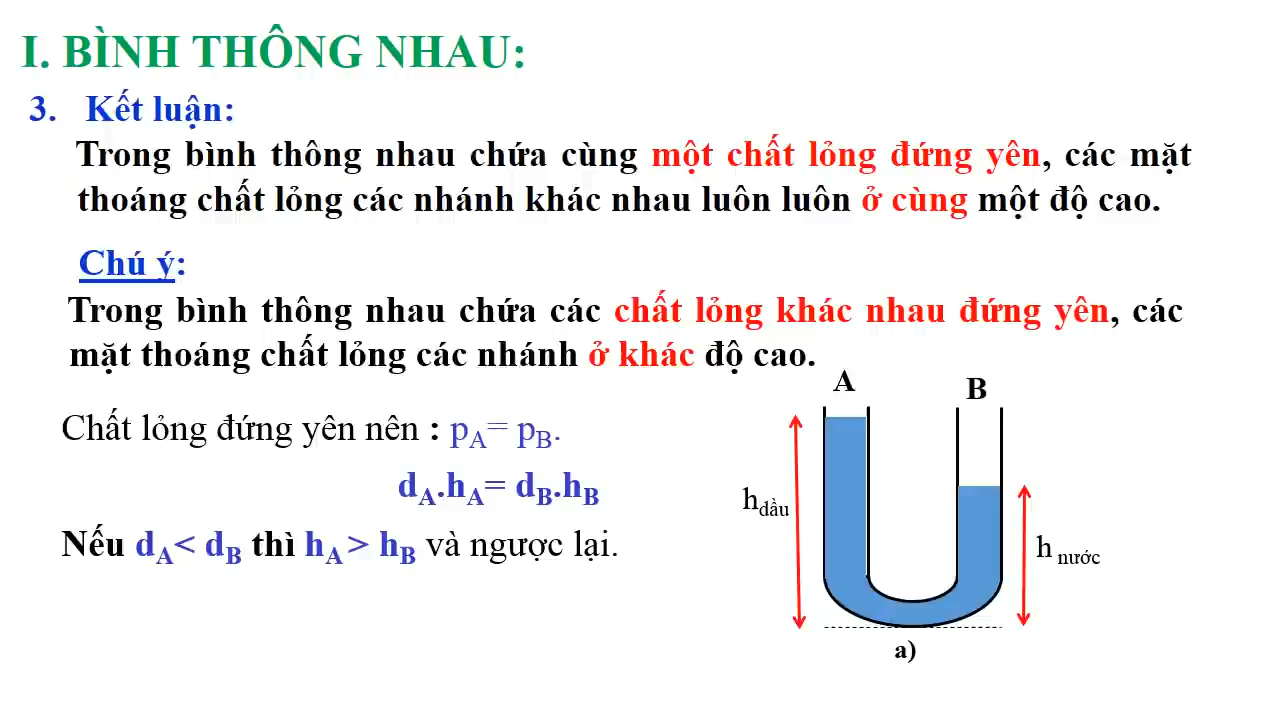 I. BÌNH THÔNG NHAU:
3. Kết luận:
Trong bình thông nhau chứa cùng một chất lỏng đứng yên, các mặt
thoáng chất lỏng các nhánh khác nhau luôn luôn ở cùng một độ cao.
Chú ý:
Trong bình thông nhau chứa các chất lỏng khác nhau đứng yên, các
mặt thoáng chất lỏng các nhánh ở khác độ cao.
A
B
Chất lỏng đứng yên nên : pA= pB.
dA.hA= dB.hB
hdầu
Nếu dA< dB thì hA > hB và ngược lại.
h nước
a)